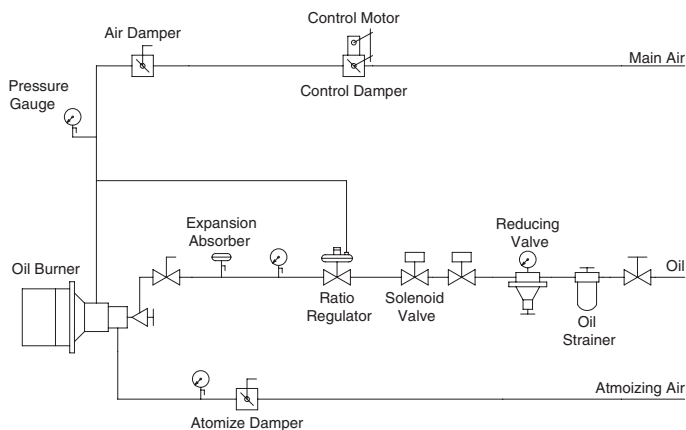 Control Motor
Air Damper
Main Air
Pressure
Gauge
Control Damper
Expansion
Absorber
Reducing
Valve
Oil Burner
Oil
Ratio
Regulator
Solenoid
Valve
Oil
Strainer
Atmoizing Air
Atomize Damper